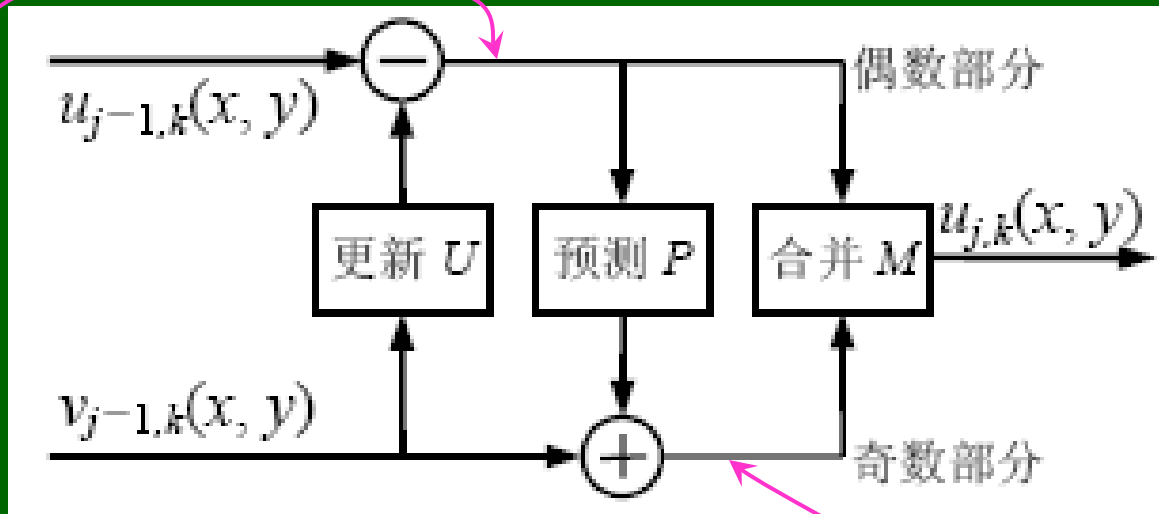 −
偶数部分
u_{j−1,k}(x, y)
更新 U
预测 P
合并 M
u_{j,k}(x, y)
v_{j−1,k}(x, y)
+
奇数部分